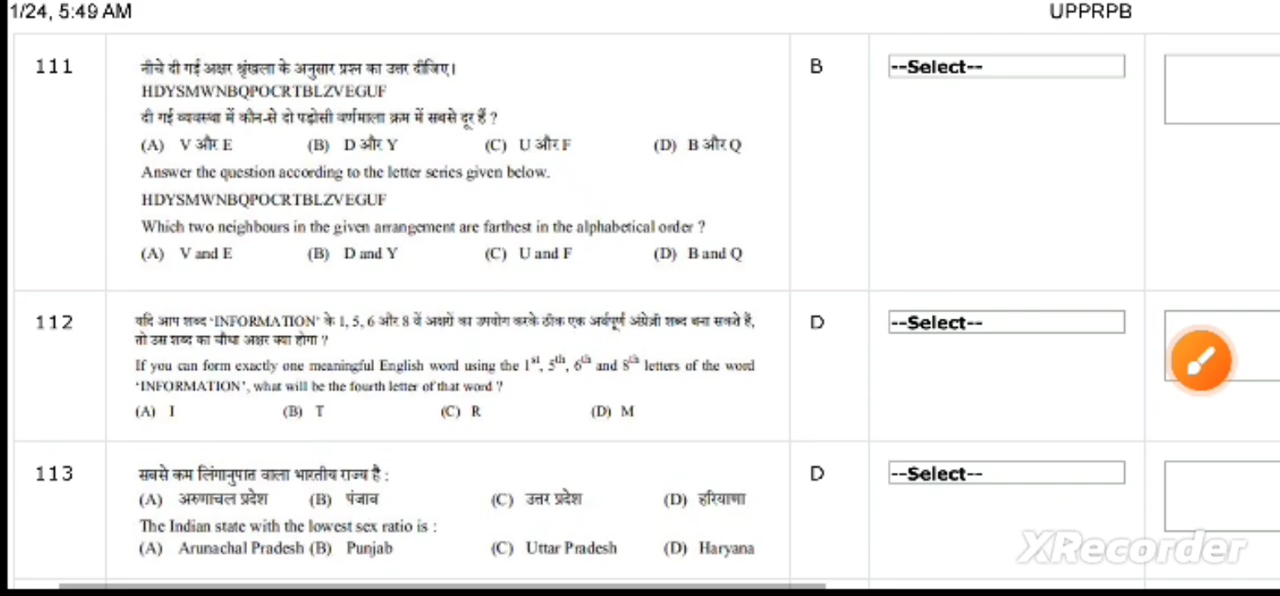 1/24, 5:49 AM
UPPRPB
111
नीचे दी गई अक्षर श्रृंखला के अनुसार प्रश्न का उत्तर दीजिए।
B
--Select--
HDYSMWNBQPOCRTBLZVEGUF
दी गई व्यवस्था में कौन-से दो पड़ोसी वर्णमाला क्रम में सबसे दूर हैं ?
(A) V और E (B) D और Y (C) U और F (D) B और Q
Answer the question according to the letter series given below.
HDYSMWNBQPOCRTBLZVEGUF
Which two neighbours in the given arrangement are farthest in the alphabetical order ?
(A) V and E (B) D and Y (C) U and F (D) B and Q
112
यदि आप शब्द 'INFORMATION' के 1, 5, 6 और 8 वें अक्षरों का उपयोग करके ठीक एक अर्थपूर्ण अंग्रेज़ी शब्द बना सकते हैं,
D
--Select--
तो उस शब्द का चौथा अक्षर क्या होगा ?
If you can form exactly one meaningful English word using the 1st, 5th, 6th and 8th letters of the word
'INFORMATION', what will be the fourth letter of that word ?
(A) I (B) T (C) R (D) M
113
सबसे कम लिंगानुपात वाला भारतीय राज्य है :
D
--Select--
(A) अरुणाचल प्रदेश (B) पंजाब (C) उत्तर प्रदेश (D) हरियाणा
The Indian state with the lowest sex ratio is :
(A) Arunachal Pradesh (B) Punjab (C) Uttar Pradesh (D) Haryana
XRecorder